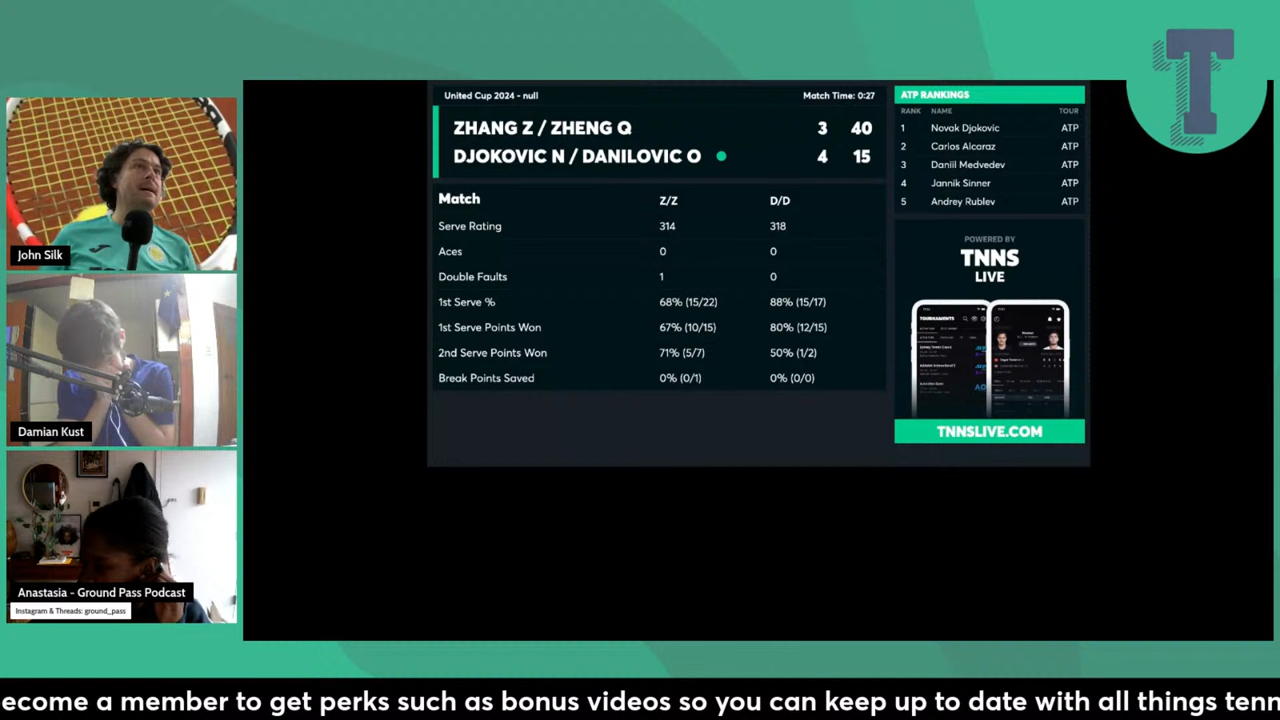 T
John Silk
Damian Kust
Anastasia - Ground Pass Podcast
Instagram & Threads: ground_pass
United Cup 2024 - null
Match Time: 0:27
ZHANG Z / ZHENG Q 3 40
DJOKOVIC N / DANILOVIC O 4 15
Match Z/Z D/D
Serve Rating 314 318
Aces 0 0
Double Faults 1 0
1st Serve % 68% (15/22) 88% (15/17)
1st Serve Points Won 67% (10/15) 80% (12/15)
2nd Serve Points Won 71% (5/7) 50% (1/2)
Break Points Saved 0% (0/1) 0% (0/0)
ATP RANKINGS
RANK NAME TOUR
1 Novak Djokovic ATP
2 Carlos Alcaraz ATP
3 Daniil Medvedev ATP
4 Jannik Sinner ATP
5 Andrey Rublev ATP
POWERED BY
TNNS
LIVE
TOURNAMENTS
TNNSLIVE.COM
ecome a member to get perks such as bonus videos so you can keep up to date with all things tenn